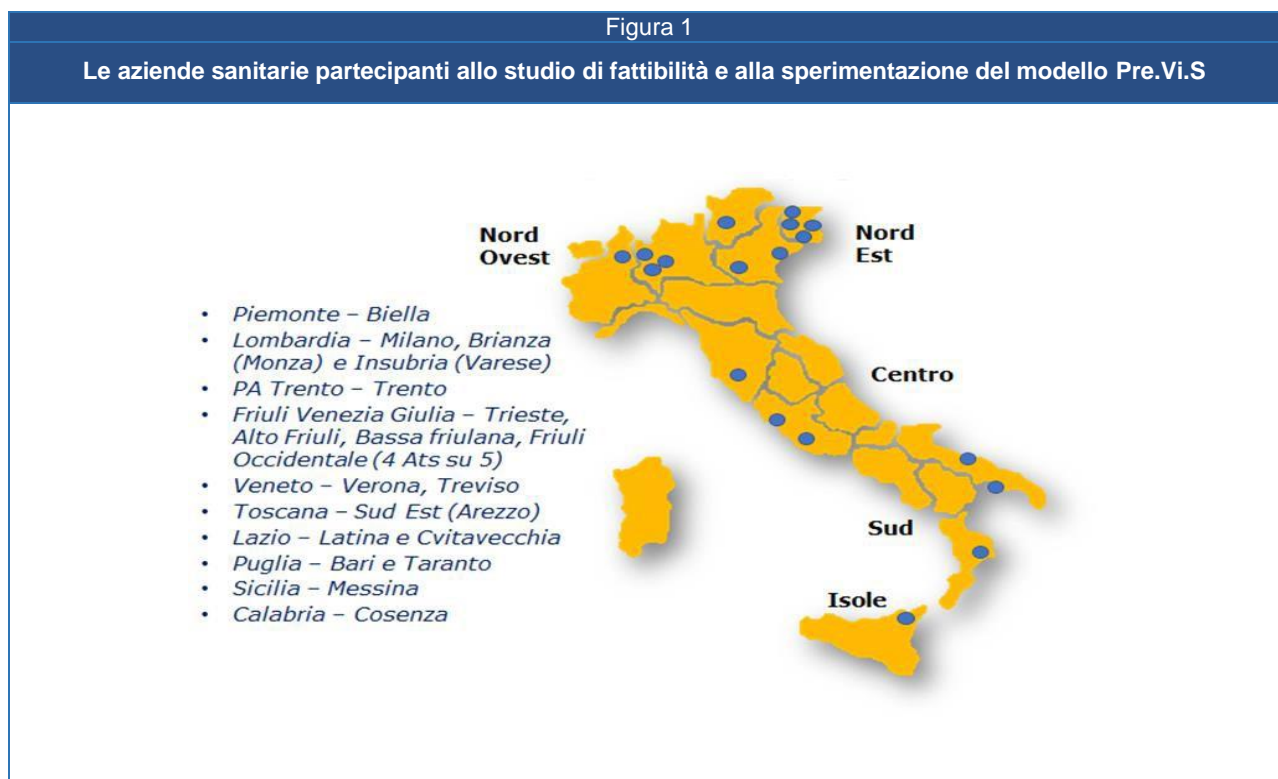 Figura 1
Le aziende sanitarie partecipanti allo studio di fattibilità e alla sperimentazione del modello Pre.Vi.S
Nord
Ovest
Nord
Est
• Piemonte – Biella
• Lombardia – Milano, Brianza
(Monza) e Insubria (Varese)
• PA Trento – Trento
• Friuli Venezia Giulia – Trieste,
Alto Friuli, Bassa friulana, Friuli
Occidentale (4 Ats su 5)
• Veneto – Verona, Treviso
• Toscana – Sud Est (Arezzo)
• Lazio – Latina e Cvitavecchia
• Puglia – Bari e Taranto
• Sicilia – Messina
• Calabria – Cosenza
Centro
Sud
Isole